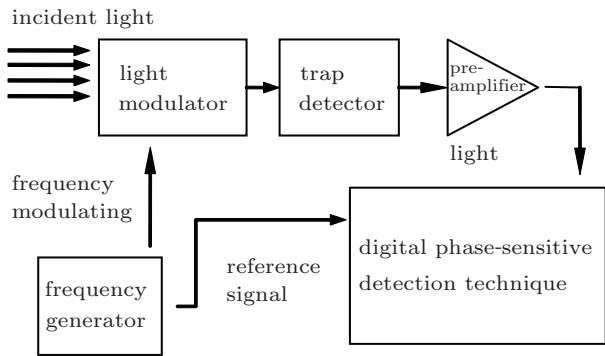 incident light
light
modulator
trap
detector
pre-
amplifier
light
frequency
modulating
frequency
generator
reference
signal
digital phase-sensitive
detection technique